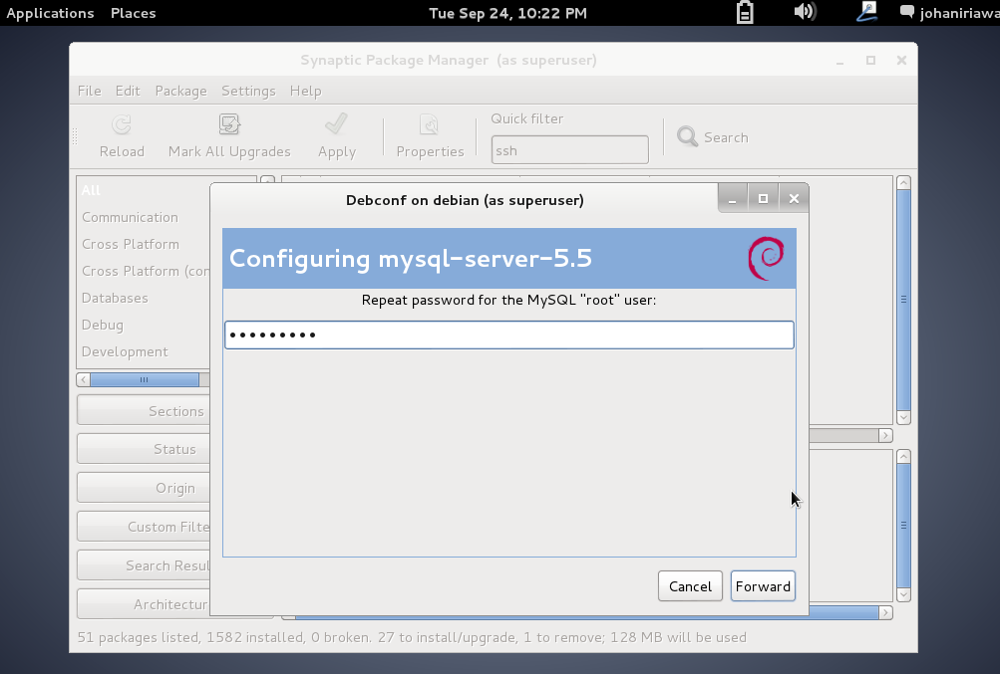 Applications Places Tue Sep 24, 10:22 PM johaniriawa
Synaptic Package Manager (as superuser)
File Edit Package Settings Help
Reload Mark All Upgrades Apply Properties Quick filter Search
ssh
All
Communication
Cross Platform
Cross Platform (con
Databases
Debug
Development
Sections
Status
Origin
Custom Filte
Search Resul
Architectur
Debconf on debian (as superuser)
Configuring mysql-server-5.5
Repeat password for the MySQL "root" user:
•••••••••
Cancel Forward
51 packages listed, 1582 installed, 0 broken. 27 to install/upgrade, 1 to remove; 128 MB will be used